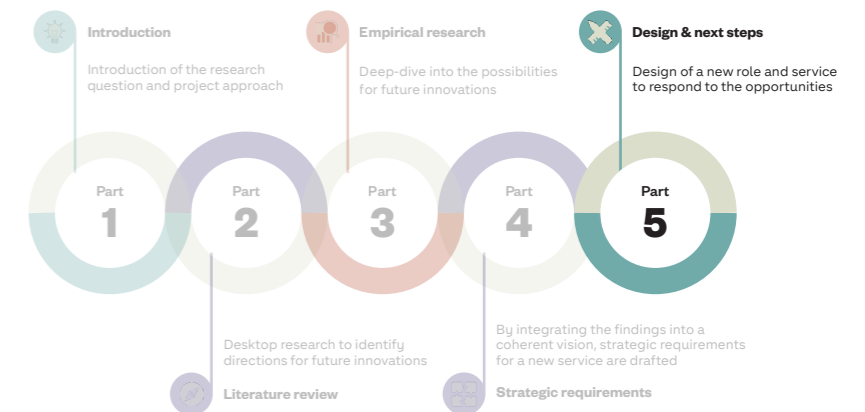 Introduction
Introduction of the research
question and project approach
Empirical research
Deep-dive into the possibilities
for future innovations
Design & next steps
Design of a new role and service
to respond to the opportunities
Part
1
Part
2
Part
3
Part
4
Part
5
Desktop research to identify
directions for future innovations
Literature review
By integrating the findings into a
coherent vision, strategic requirements
for a new service are drafted
Strategic requirements